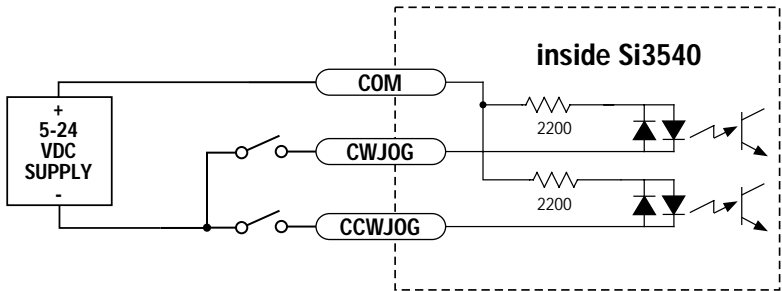 inside Si3540
COM
+
5-24
VDC
SUPPLY
-
2200
CWJOG
2200
CCWJOG